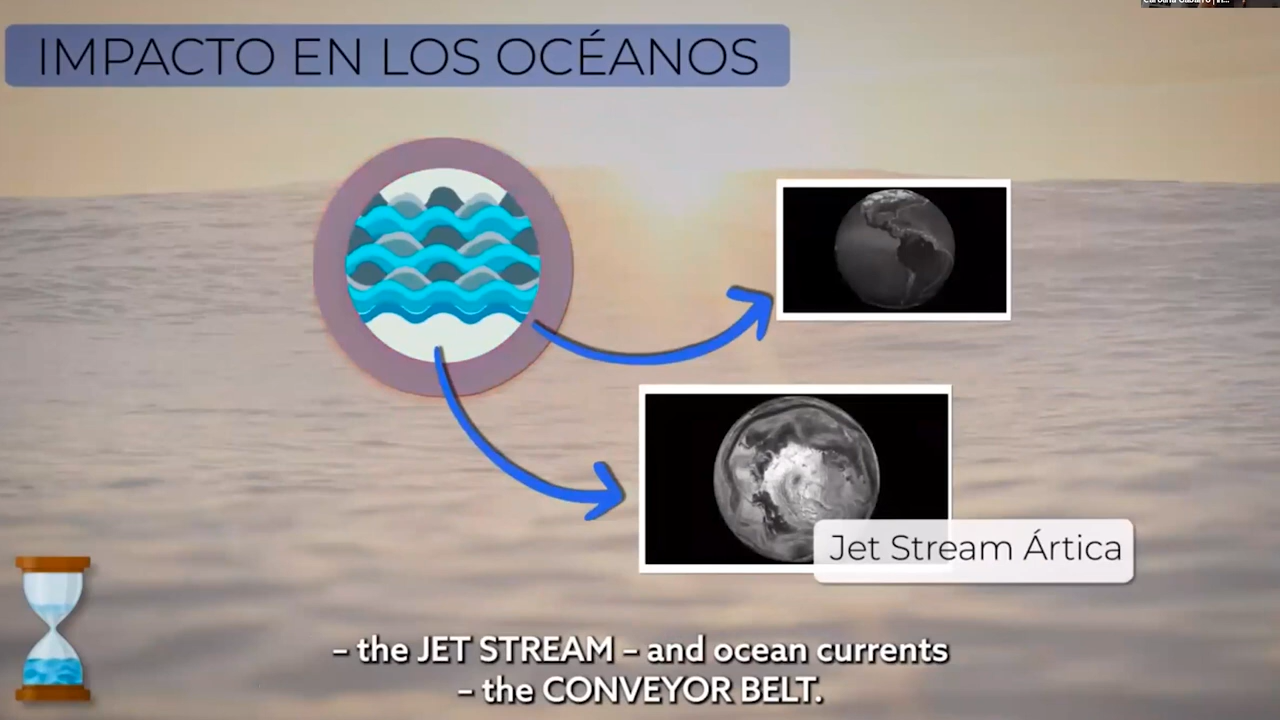 IMPACTO EN LOS OCÉANOS
Jet Stream Ártica
– the JET STREAM – and ocean currents
– the CONVEYOR BELT.